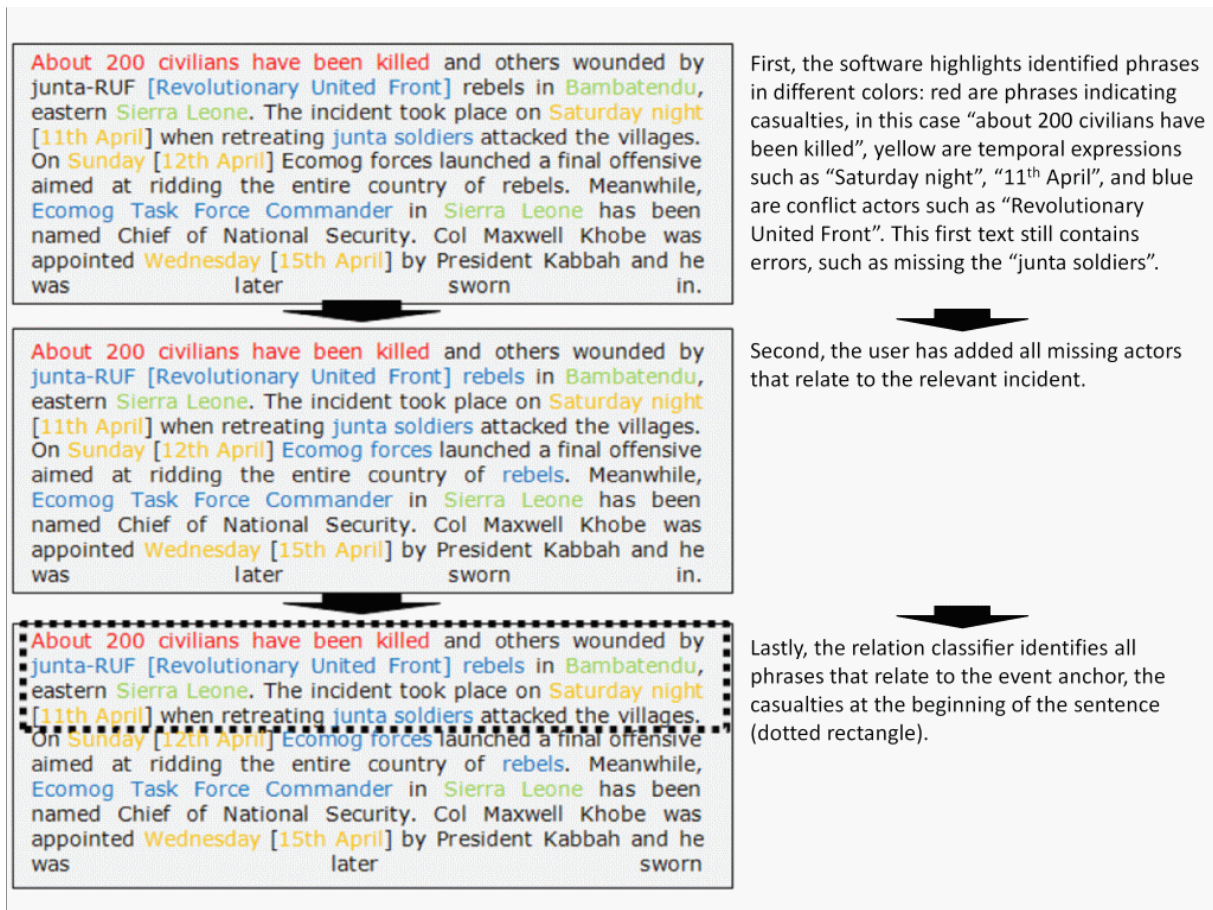 About 200 civilians have been killed and others wounded by
junta-RUF [Revolutionary United Front] rebels in Bambatendu,
eastern Sierra Leone. The incident took place on Saturday night
[11th April] when retreating junta soldiers attacked the villages.
On Sunday [12th April] Ecomog forces launched a final offensive
aimed at ridding the entire country of rebels. Meanwhile,
Ecomog Task Force Commander in Sierra Leone has been
named Chief of National Security. Col Maxwell Khobe was
appointed Wednesday [15th April] by President Kabbah and he
was later sworn in.
First, the software highlights identified phrases
in different colors: red are phrases indicating
casualties, in this case “about 200 civilians have
been killed”, yellow are temporal expressions
such as “Saturday night”, “11th April”, and blue
are conflict actors such as “Revolutionary
United Front”. This first text still contains
errors, such as missing the “junta soldiers”.
About 200 civilians have been killed and others wounded by
junta-RUF [Revolutionary United Front] rebels in Bambatendu,
eastern Sierra Leone. The incident took place on Saturday night
[11th April] when retreating junta soldiers attacked the villages.
On Sunday [12th April] Ecomog forces launched a final offensive
aimed at ridding the entire country of rebels. Meanwhile,
Ecomog Task Force Commander in Sierra Leone has been
named Chief of National Security. Col Maxwell Khobe was
appointed Wednesday [15th April] by President Kabbah and he
was later sworn in.
Second, the user has added all missing actors
that relate to the relevant incident.
About 200 civilians have been killed and others wounded by
junta-RUF [Revolutionary United Front] rebels in Bambatendu,
eastern Sierra Leone. The incident took place on Saturday night
[11th April] when retreating junta soldiers attacked the villages.
On Sunday [12th April] Ecomog forces launched a final offensive
aimed at ridding the entire country of rebels. Meanwhile,
Ecomog Task Force Commander in Sierra Leone has been
named Chief of National Security. Col Maxwell Khobe was
appointed Wednesday [15th April] by President Kabbah and he
was later sworn
Lastly, the relation classifier identifies all
phrases that relate to the event anchor, the
casualties at the beginning of the sentence
(dotted rectangle).